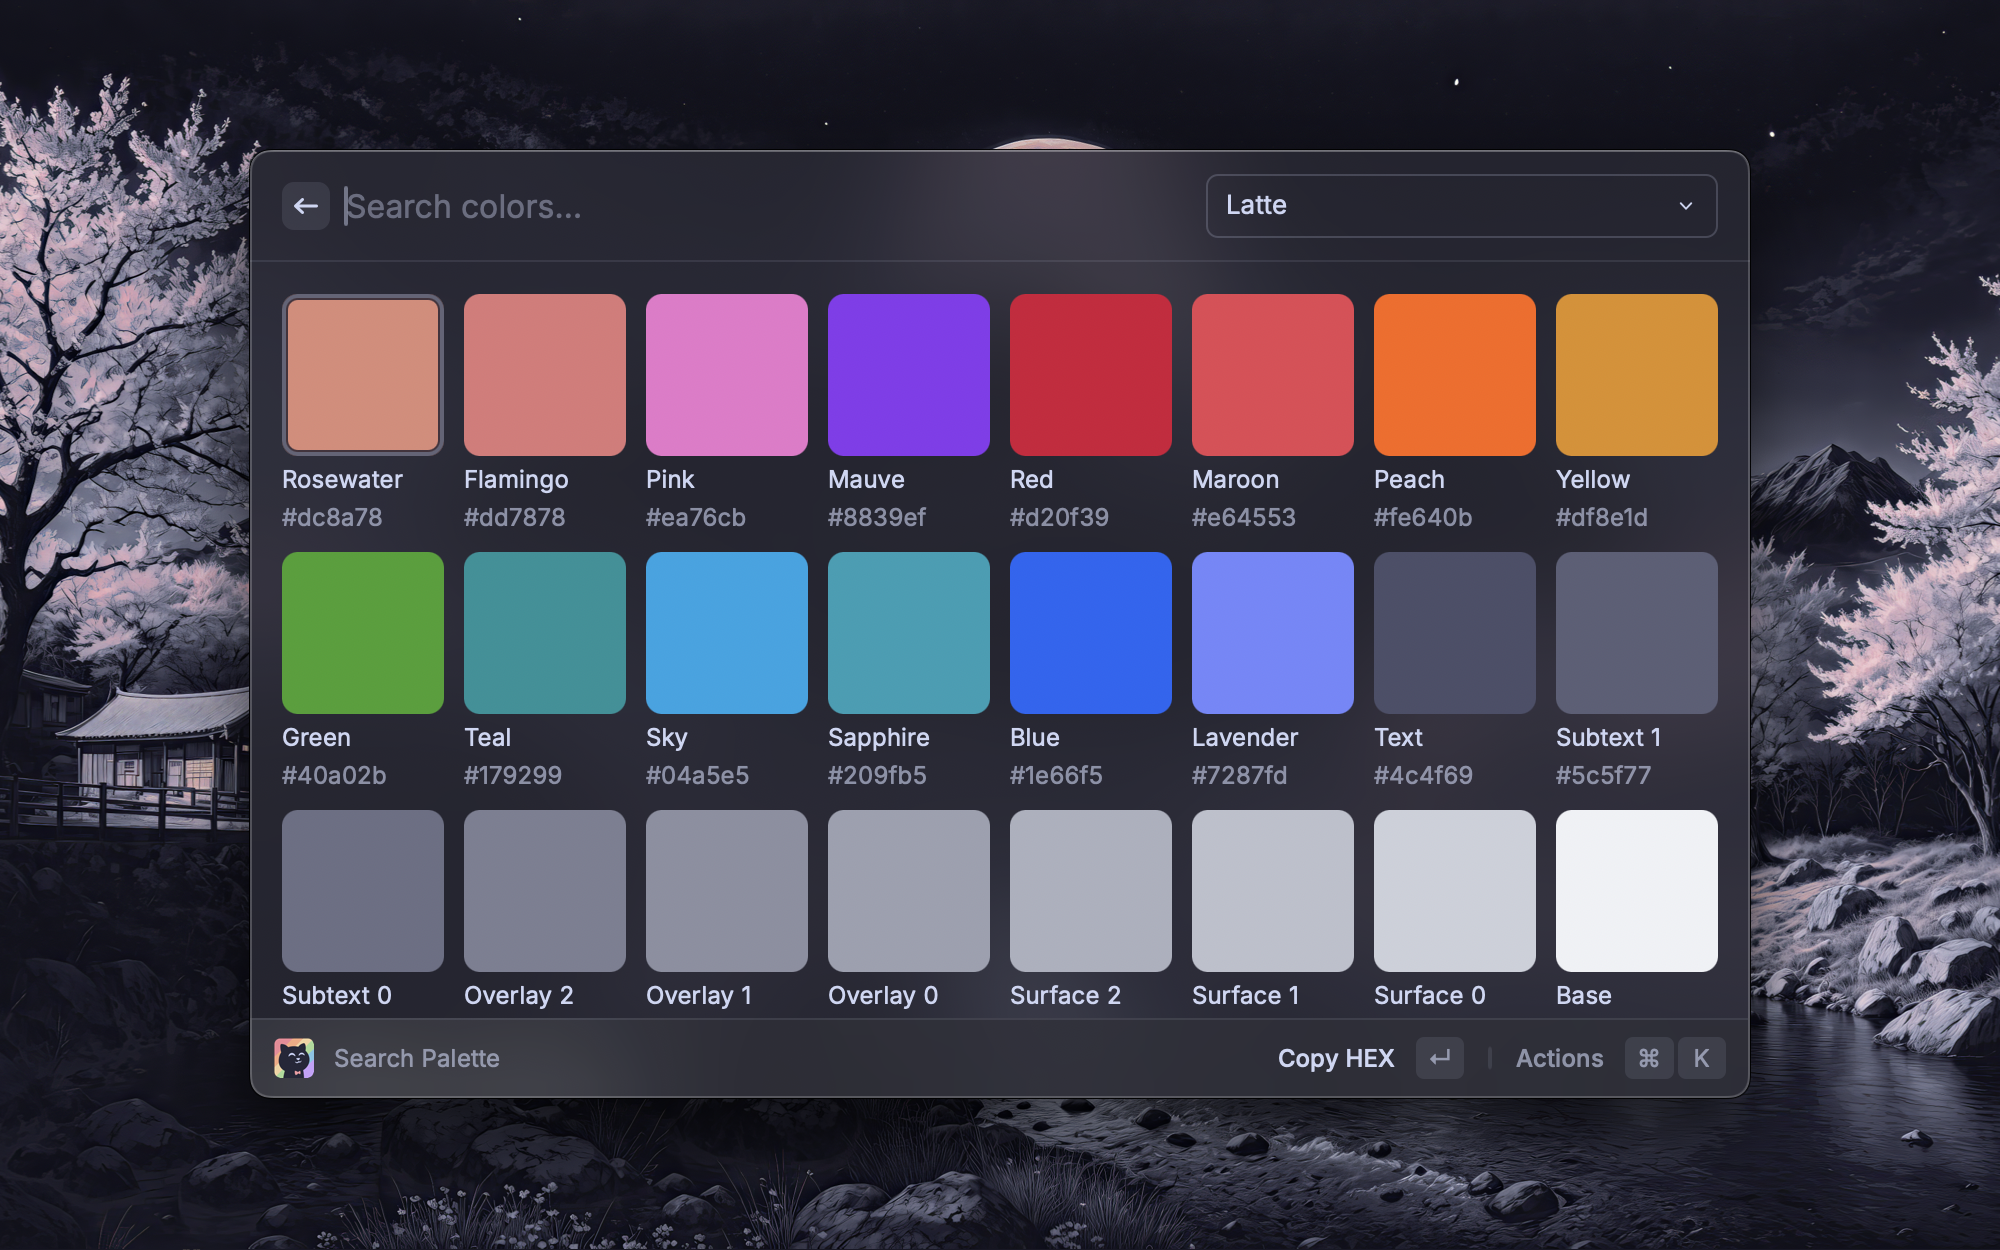 Search colors...
Latte
Rosewater Flamingo Pink Mauve Red Maroon Peach Yellow
#dc8a78 #dd7878 #ea76cb #8839ef #d20f39 #e64553 #fe640b #df8e1d
Green Teal Sky Sapphire Blue Lavender Text Subtext 1
#40a02b #179299 #04a5e5 #209fb5 #1e66f5 #7287fd #4c4f69 #5c5f77
Subtext 0 Overlay 2 Overlay 1 Overlay 0 Surface 2 Surface 1 Surface 0 Base
Search Palette
Copy HEX
Actions ⌘ K